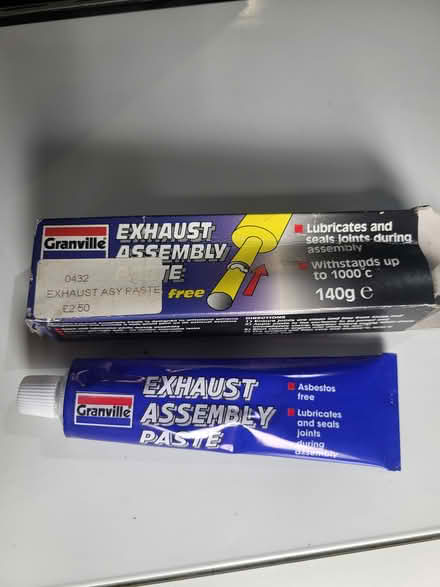 Granville
EXHAUST
ASSEMBLY
PASTE
free
0432
EXHAUST ASY PASTE
£2.50
Lubricates and
seals joints during
assembly
Withstands up
to 1000°c
140g e
DIRECTIONS
Granville
EXHAUST
ASSEMBLY
PASTE
Asbestos
free
Lubricates
and seals
joints
during
assembly